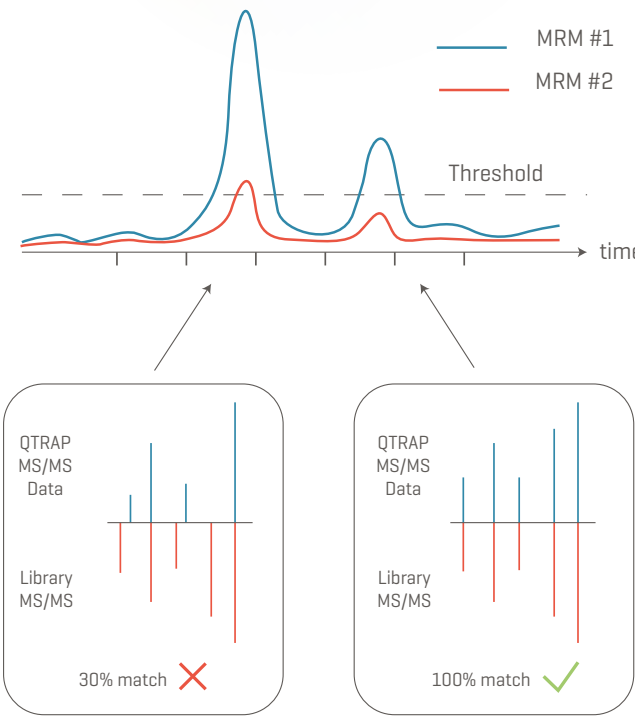 MRM #1
MRM #2
Threshold
time
QTRAP
MS/MS
Data
Library
MS/MS
30% match
QTRAP
MS/MS
Data
Library
MS/MS
100% match